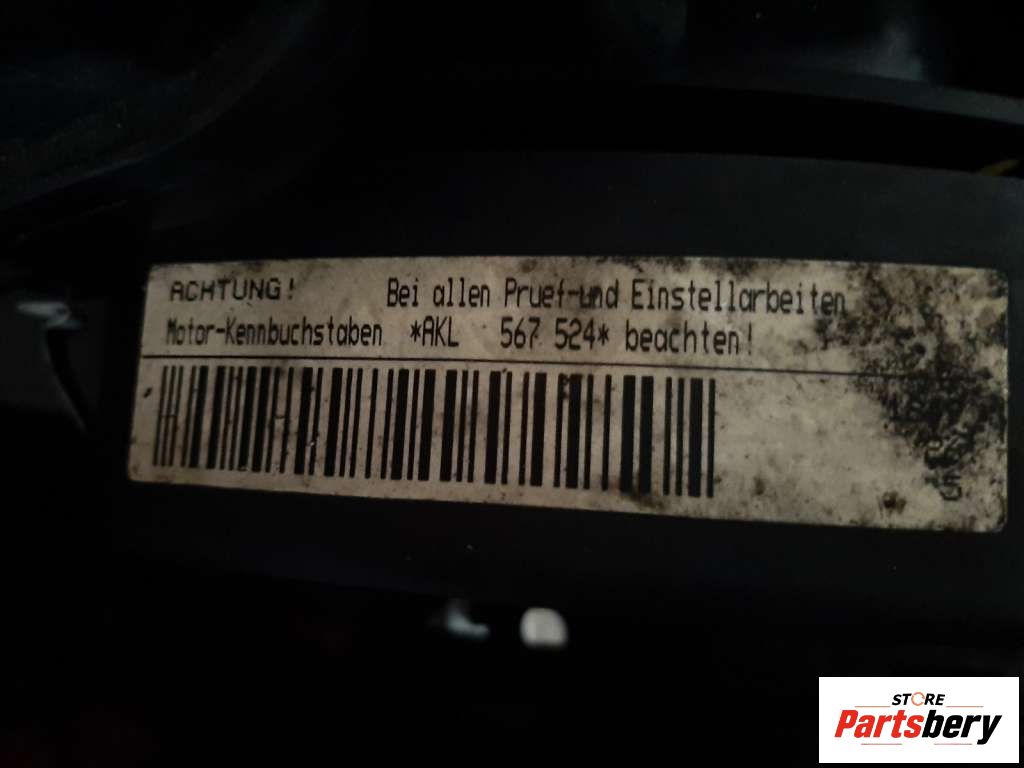 ACHTUNG! Bei allen Pruef-und Einstellarbeiten
Motor-Kennbuchstaben *AKL 567 524* beachten!
STORE
Partsbery